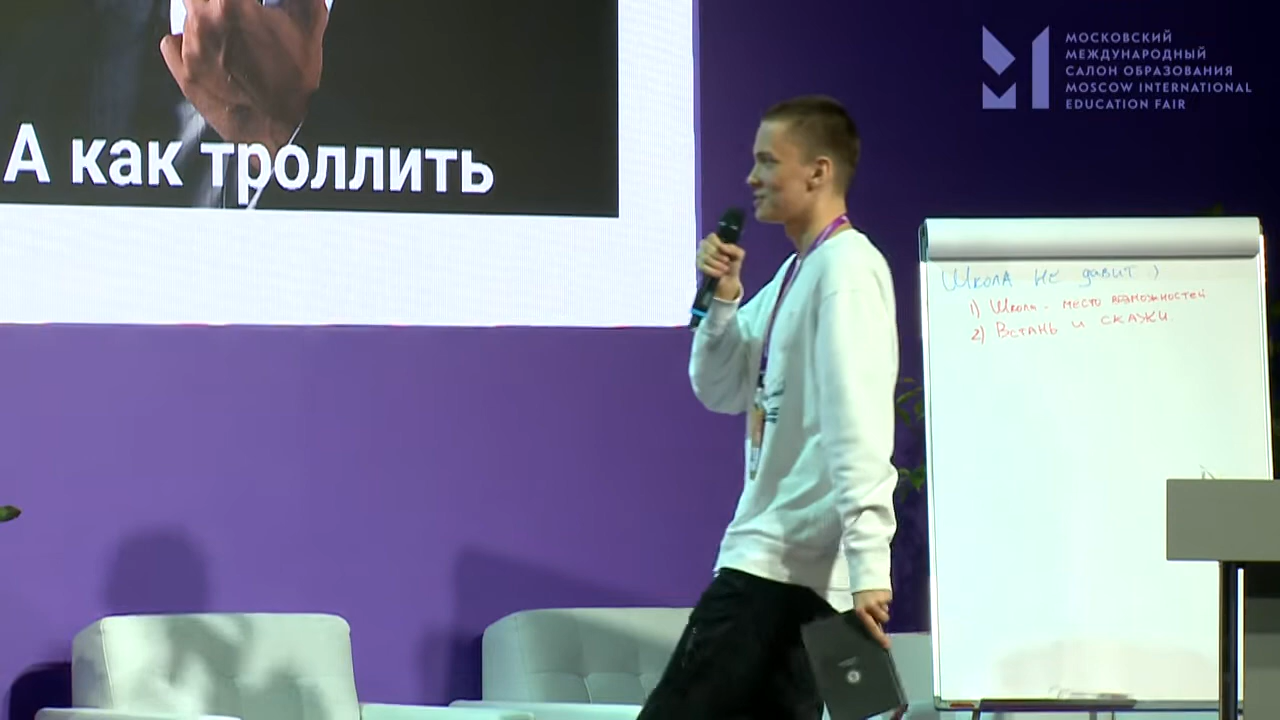 А как троллить
МОСКОВСКИЙ
МЕЖДУНАРОДНЫЙ
САЛОН ОБРАЗОВАНИЯ
MOSCOW INTERNATIONAL
EDUCATION FAIR
Школа не давит )
1) Школа - место возможностей
2) Встань и скажи.